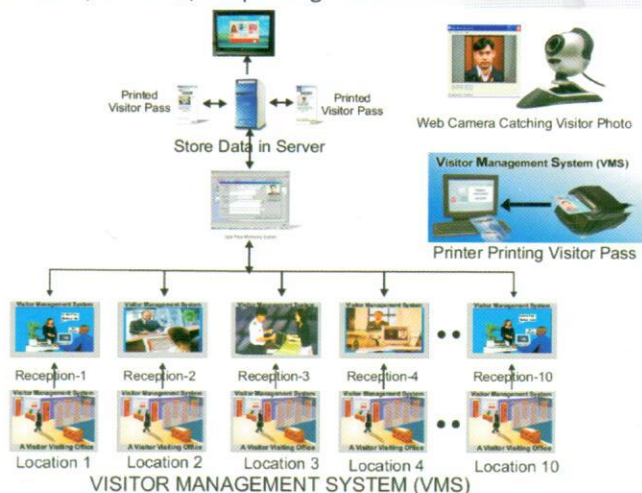 Printed
Visitor Pass
Printed
Visitor Pass
Store Data in Server
Web Camera Catching Visitor Photo
Visitor Management System (VMS)
Printer Printing Visitor Pass
Visitor Management System
Visitor Management System
Visitor Management System
Visitor Management System
Visitor Management System
Reception-1
Reception-2
Reception-3
Reception-4
Reception-10
Visitor Management System
Visitor Management System
Visitor Management System
Visitor Management System
Visitor Management System
A Visitor Visiting Office
A Visitor Visiting Office
A Visitor Visiting Office
A Visitor Visiting Office
A Visitor Visiting Office
Location 1
Location 2
Location 3
Location 4
Location 10
VISITOR MANAGEMENT SYSTEM (VMS)